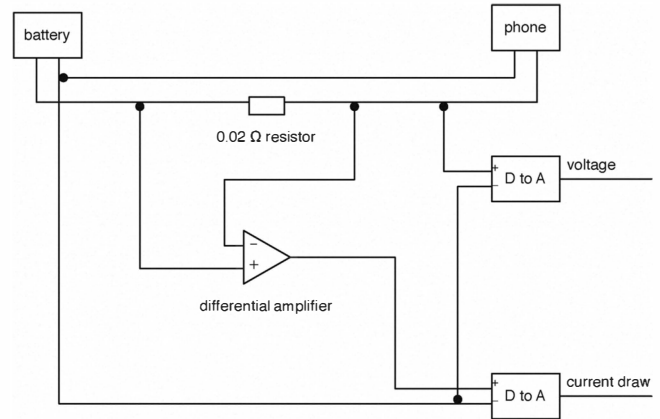 battery
phone
0.02 Ω resistor
+
−
D to A
voltage
−
+
differential amplifier
+
−
D to A
current draw